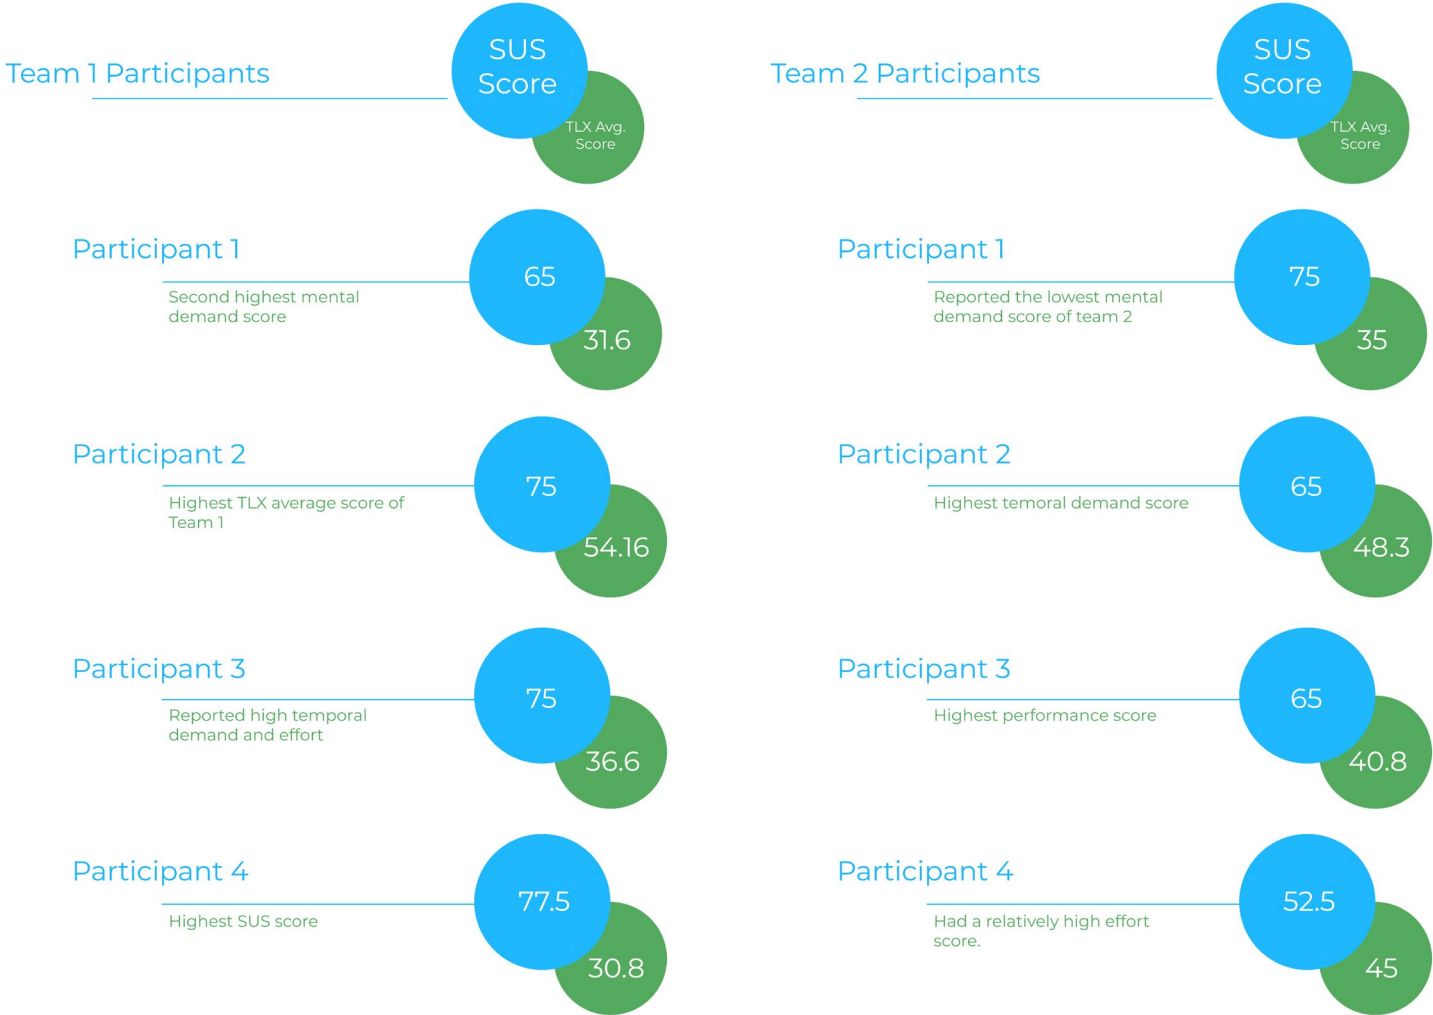 Team 1 Participants
SUS
Score
TLX Avg.
Score
Participant 1
65
Second highest mental
demand score
31.6
Participant 2
75
Highest TLX average score of
Team 1
54.16
Participant 3
75
Reported high temporal
demand and effort
36.6
Participant 4
77.5
Highest SUS score
30.8
Team 2 Participants
SUS
Score
TLX Avg.
Score
Participant 1
75
Reported the lowest mental
demand score of team 2
35
Participant 2
65
Highest temoral demand score
48.3
Participant 3
65
Highest performance score
40.8
Participant 4
52.5
Had a relatively high effort
score.
45